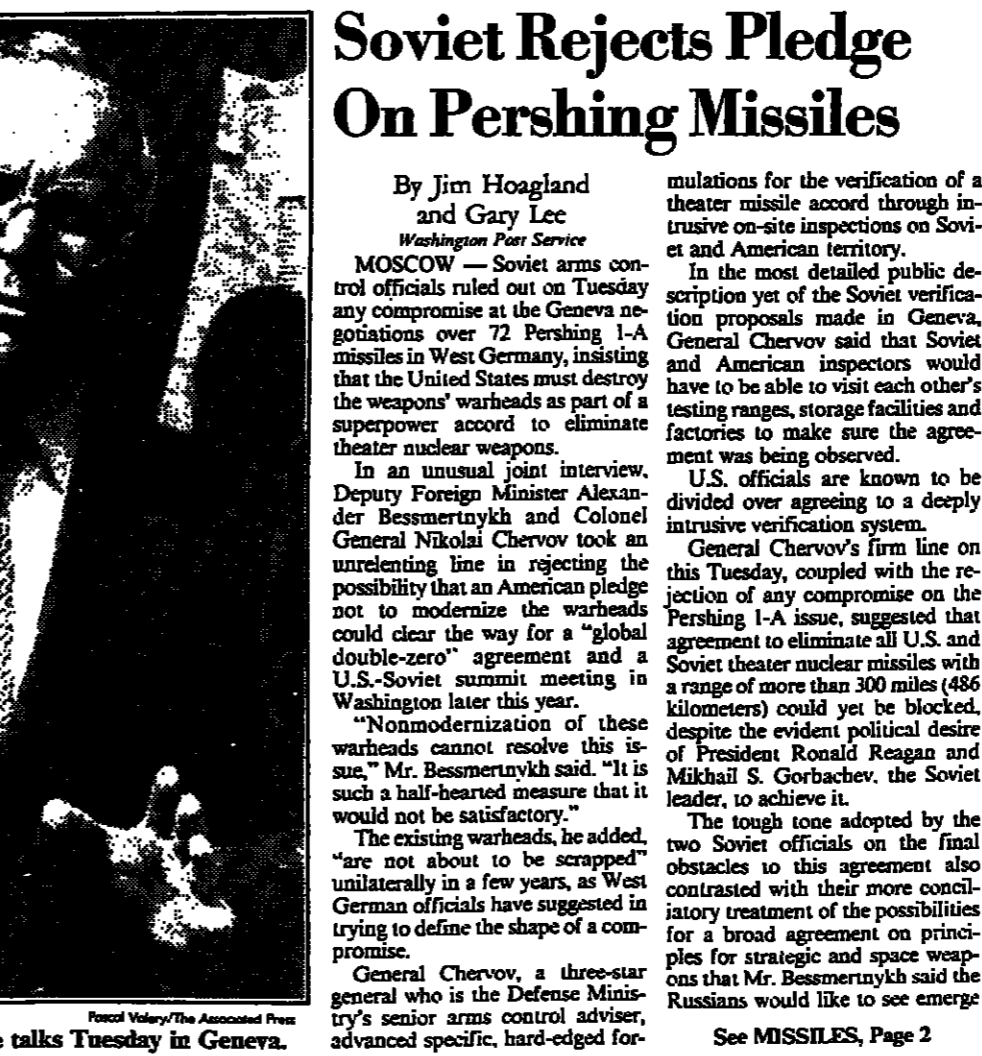 Soviet Rejects Pledge
On Pershing Missiles
By Jim Hoagland
and Gary Lee
Washington Post Service
MOSCOW — Soviet arms con-
trol officials ruled out on Tuesday
any compromise at the Geneva ne-
gotiations over 72 Pershing 1-A
missiles in West Germany, insisting
that the United States must destroy
the weapons' warheads as part of a
superpower accord to eliminate
theater nuclear weapons.
In an unusual joint interview,
Deputy Foreign Minister Alexan-
der Bessmertnykh and Colonel
General Nikolai Chervov took an
unrelenting line in rejecting the
possibility that an American pledge
not to modernize the warheads
could clear the way for a "global
double-zero" agreement and a
U.S.-Soviet summit meeting in
Washington later this year.
"Nonmodernization of these
warheads cannot resolve this is-
sue," Mr. Bessmertnykh said. "It is
such a half-hearted measure that it
would not be satisfactory."
The existing warheads, he added,
"are not about to be scrapped"
unilaterally in a few years, as West
German officials have suggested in
trying to define the shape of a com-
promise.
General Chervov, a three-star
general who is the Defense Minis-
try's senior arms control adviser,
advanced specific, hard-edged for-
mulations for the verification of a
theater missile accord through in-
trusive on-site inspections on Sovi-
et and American territory.
In the most detailed public de-
scription yet of the Soviet verifica-
tion proposals made in Geneva,
General Chervov said that Soviet
and American inspectors would
have to be able to visit each other's
testing ranges, storage facilities and
factories to make sure the agree-
ment was being observed.
U.S. officials are known to be
divided over agreeing to a deeply
intrusive verification system.
General Chervov's firm line on
this Tuesday, coupled with the re-
jection of any compromise on the
Pershing 1-A issue, suggested that
agreement to eliminate all U.S. and
Soviet theater nuclear missiles with
a range of more than 300 miles (486
kilometers) could yet be blocked,
despite the evident political desire
of President Ronald Reagan and
Mikhail S. Gorbachev, the Soviet
leader, to achieve it.
The tough tone adopted by the
two Soviet officials on the final
obstacles to this agreement also
contrasted with their more concil-
iatory treatment of the possibilities
for a broad agreement on princi-
ples for strategic and space weap-
ons that Mr. Bessmertnykh said the
Russians would like to see emerge
See MISSILES, Page 2
Pascal Valery/The Associated Press
e talks Tuesday in Geneva.